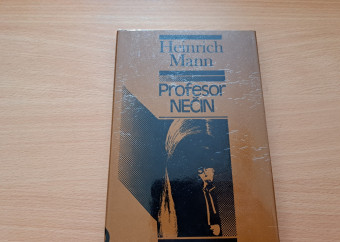 Heinrich
Mann
Profesor
NEČIN